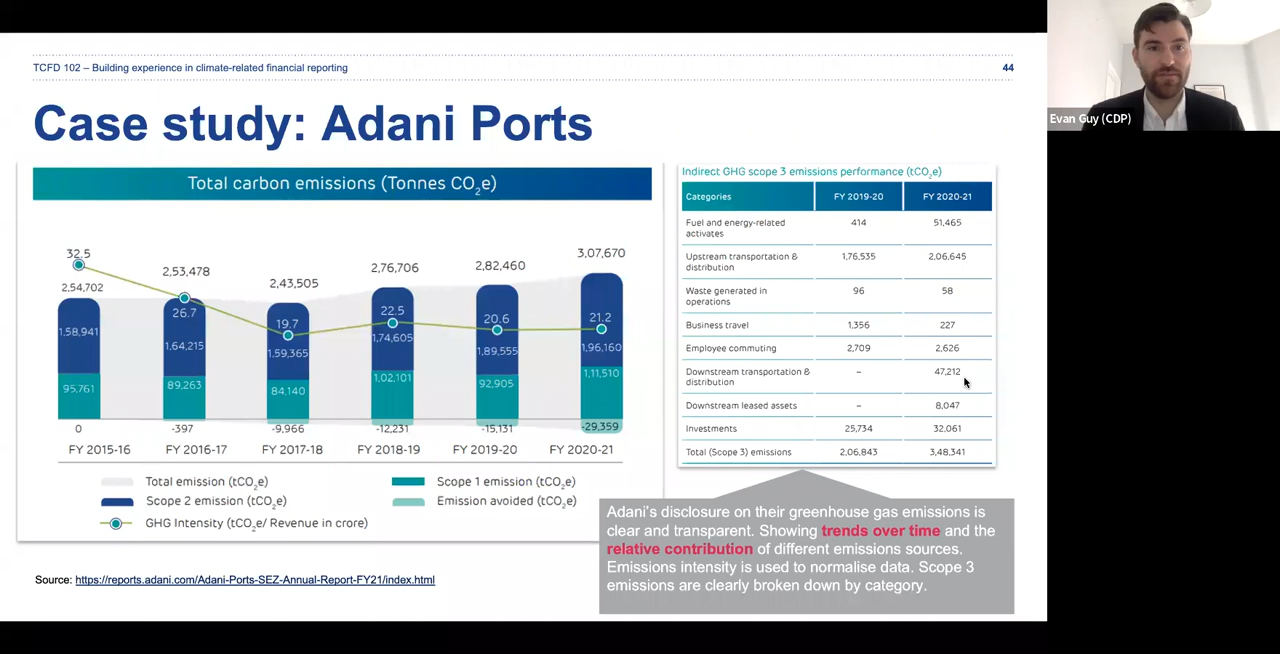 TCFD 102 – Building experience in climate-related financial reporting
44
Case study: Adani Ports
Evan Guy (CDP)
Total carbon emissions (Tonnes CO₂e)
32.5
2,54,702
1,58,941
95,761
0
FY 2015-16
2,53,478
26.7
1,64,215
89,263
-397
FY 2016-17
2,43,505
19.7
1,59,365
84,140
-9,966
FY 2017-18
2,76,706
22.5
1,74,605
1,02,101
-12,231
FY 2018-19
2,82,460
20.6
1,89,555
92,905
-15,131
FY 2019-20
3,07,670
21.2
1,96,160
1,11,510
-29,359
FY 2020-21
Total emission (tCO₂e)
Scope 1 emission (tCO₂e)
Scope 2 emission (tCO₂e)
Emission avoided (tCO₂e)
GHG Intensity (tCO₂e/ Revenue in crore)
Indirect GHG scope 3 emissions performance (tCO₂e)
Categories FY 2019-20 FY 2020-21
Fuel and energy-related
activates 414 51,465
Upstream transportation &
distribution 1,76,535 2,06,645
Waste generated in
operations 96 58
Business travel 1,356 227
Employee commuting 2,709 2,626
Downstream transportation &
distribution – 47,212
Downstream leased assets – 8,047
Investments 25,734 32,061
Total (Scope 3) emissions 2,06,843 3,48,341
Adani's disclosure on their greenhouse gas emissions is
clear and transparent. Showing trends over time and the
relative contribution of different emissions sources.
Emissions intensity is used to normalise data. Scope 3
emissions are clearly broken down by category.
Source: https://reports.adani.com/Adani-Ports-SEZ-Annual-Report-FY21/index.html